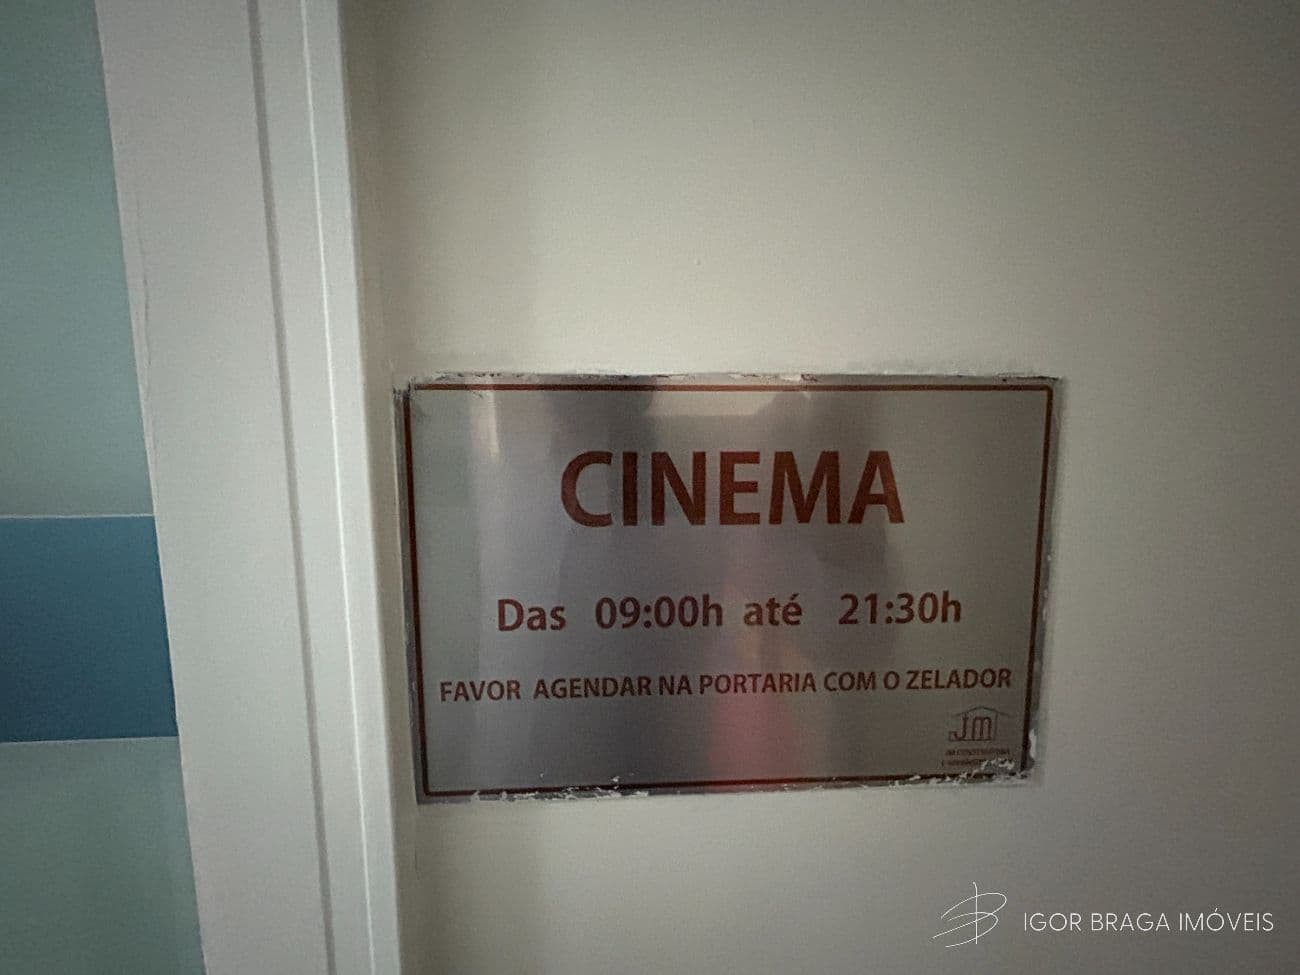 CINEMA
Das 09:00h até 21:30h
FAVOR AGENDAR NA PORTARIA COM O ZELADOR
JM
IGOR BRAGA IMÓVEIS